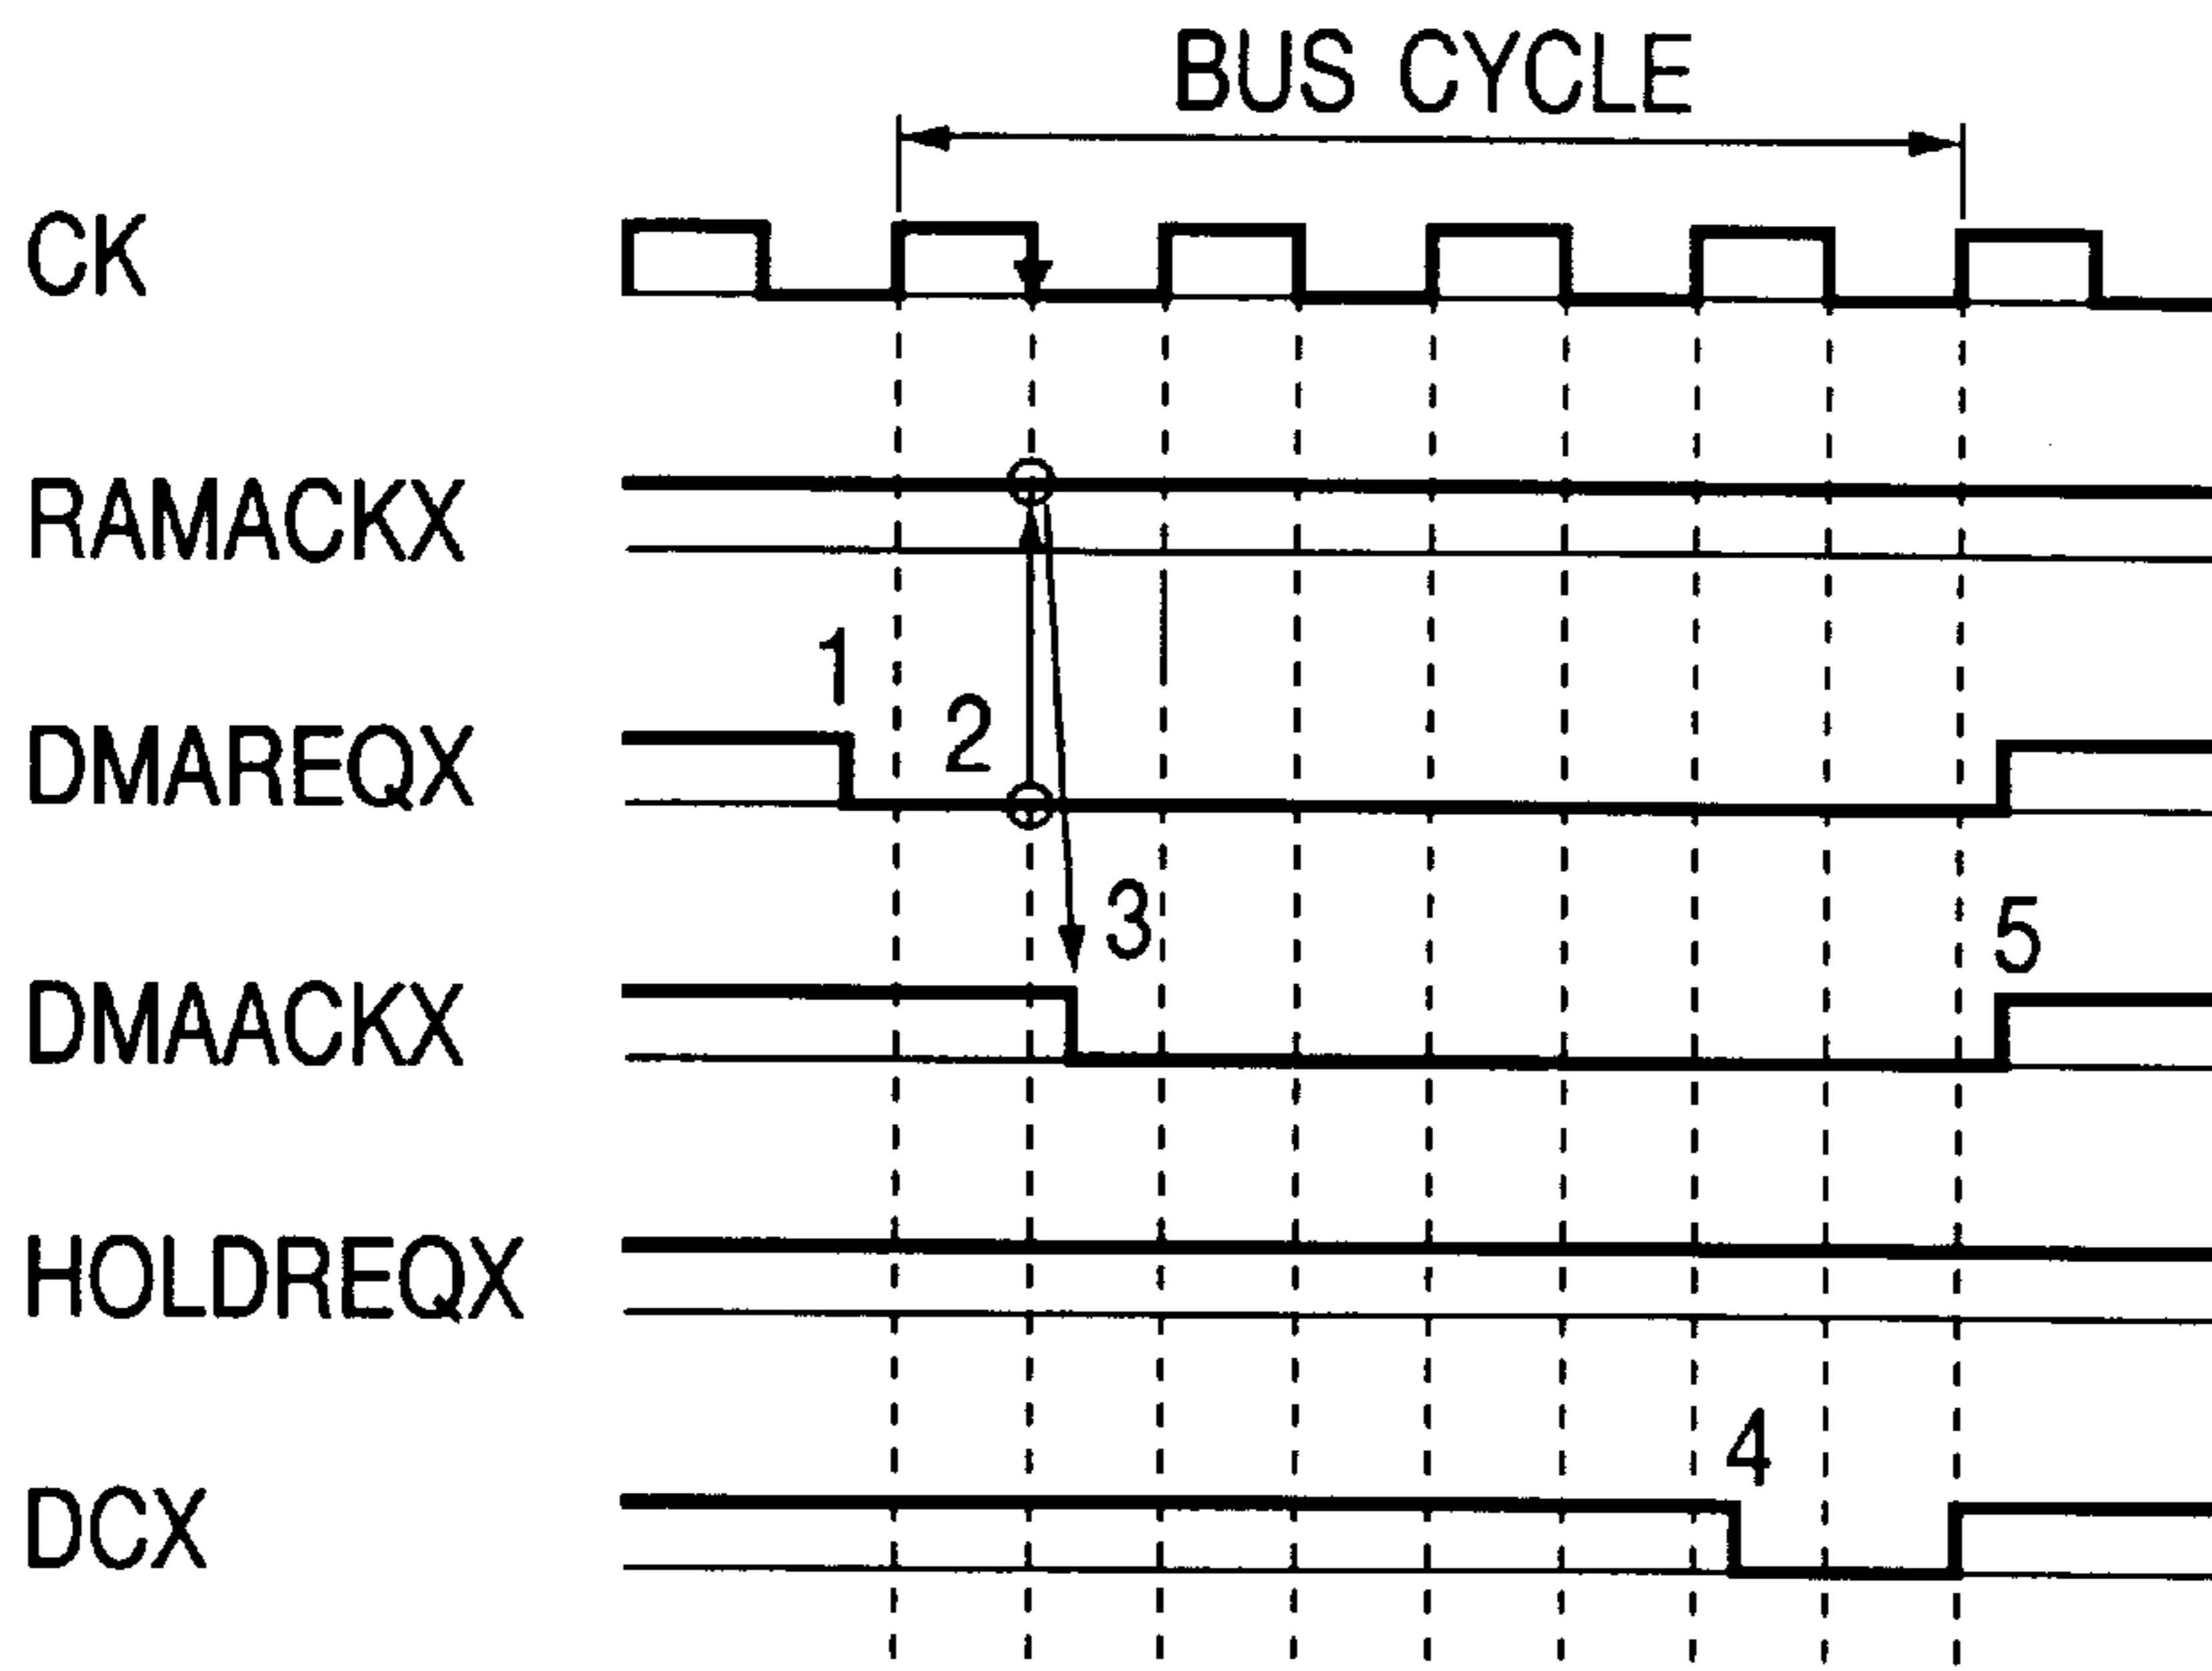 BUS CYCLE
CK
RAMACKX
1
2
DMAREQX
3
5
DMAACKX
HOLDREQX
4
DCX